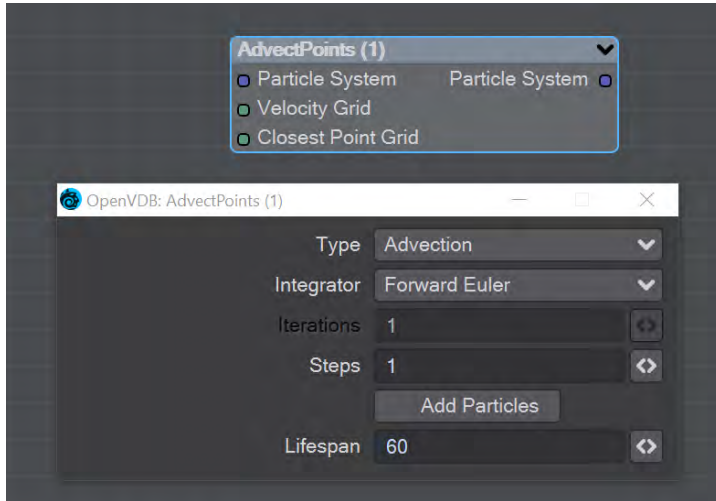 AdvectPoints (1)
Particle System Particle System
Velocity Grid
Closest Point Grid
OpenVDB: AdvectPoints (1)
Type Advection
Integrator Forward Euler
Iterations 1
Steps 1
Add Particles
Lifespan 60